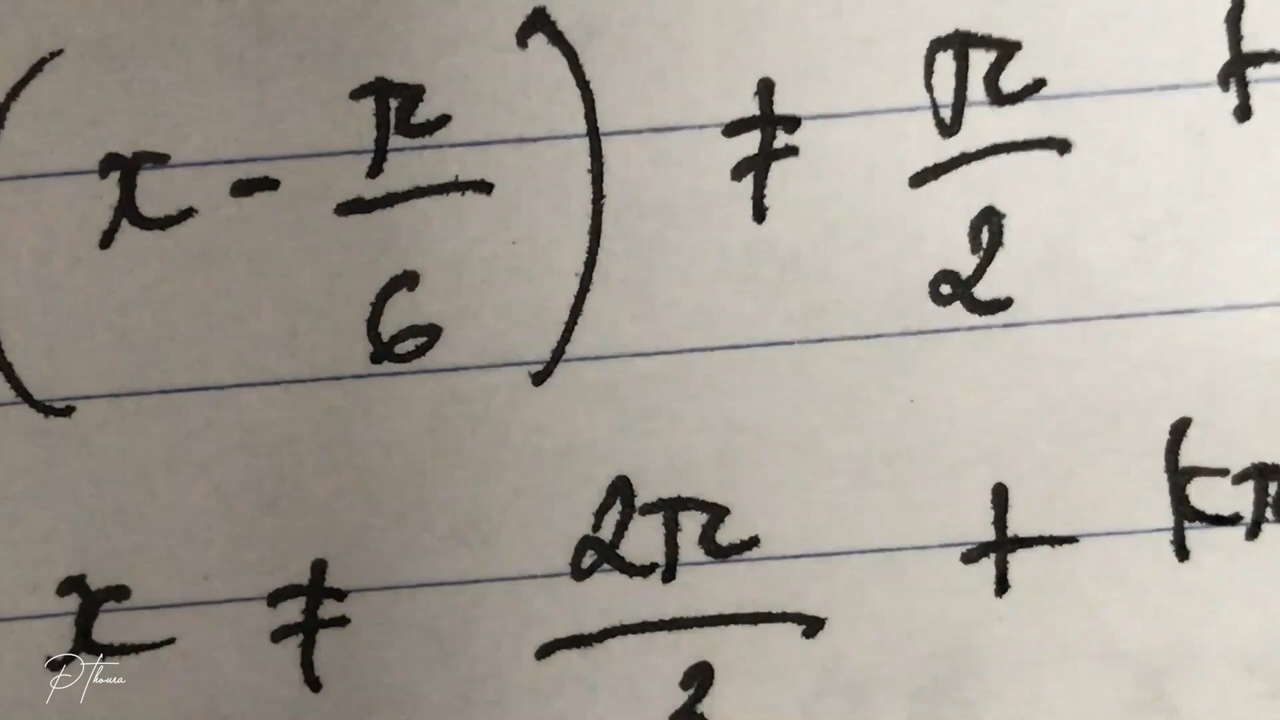 (x - π/6) ≠ π/2 +
x ≠ 2π/3 + kπ
PThoura